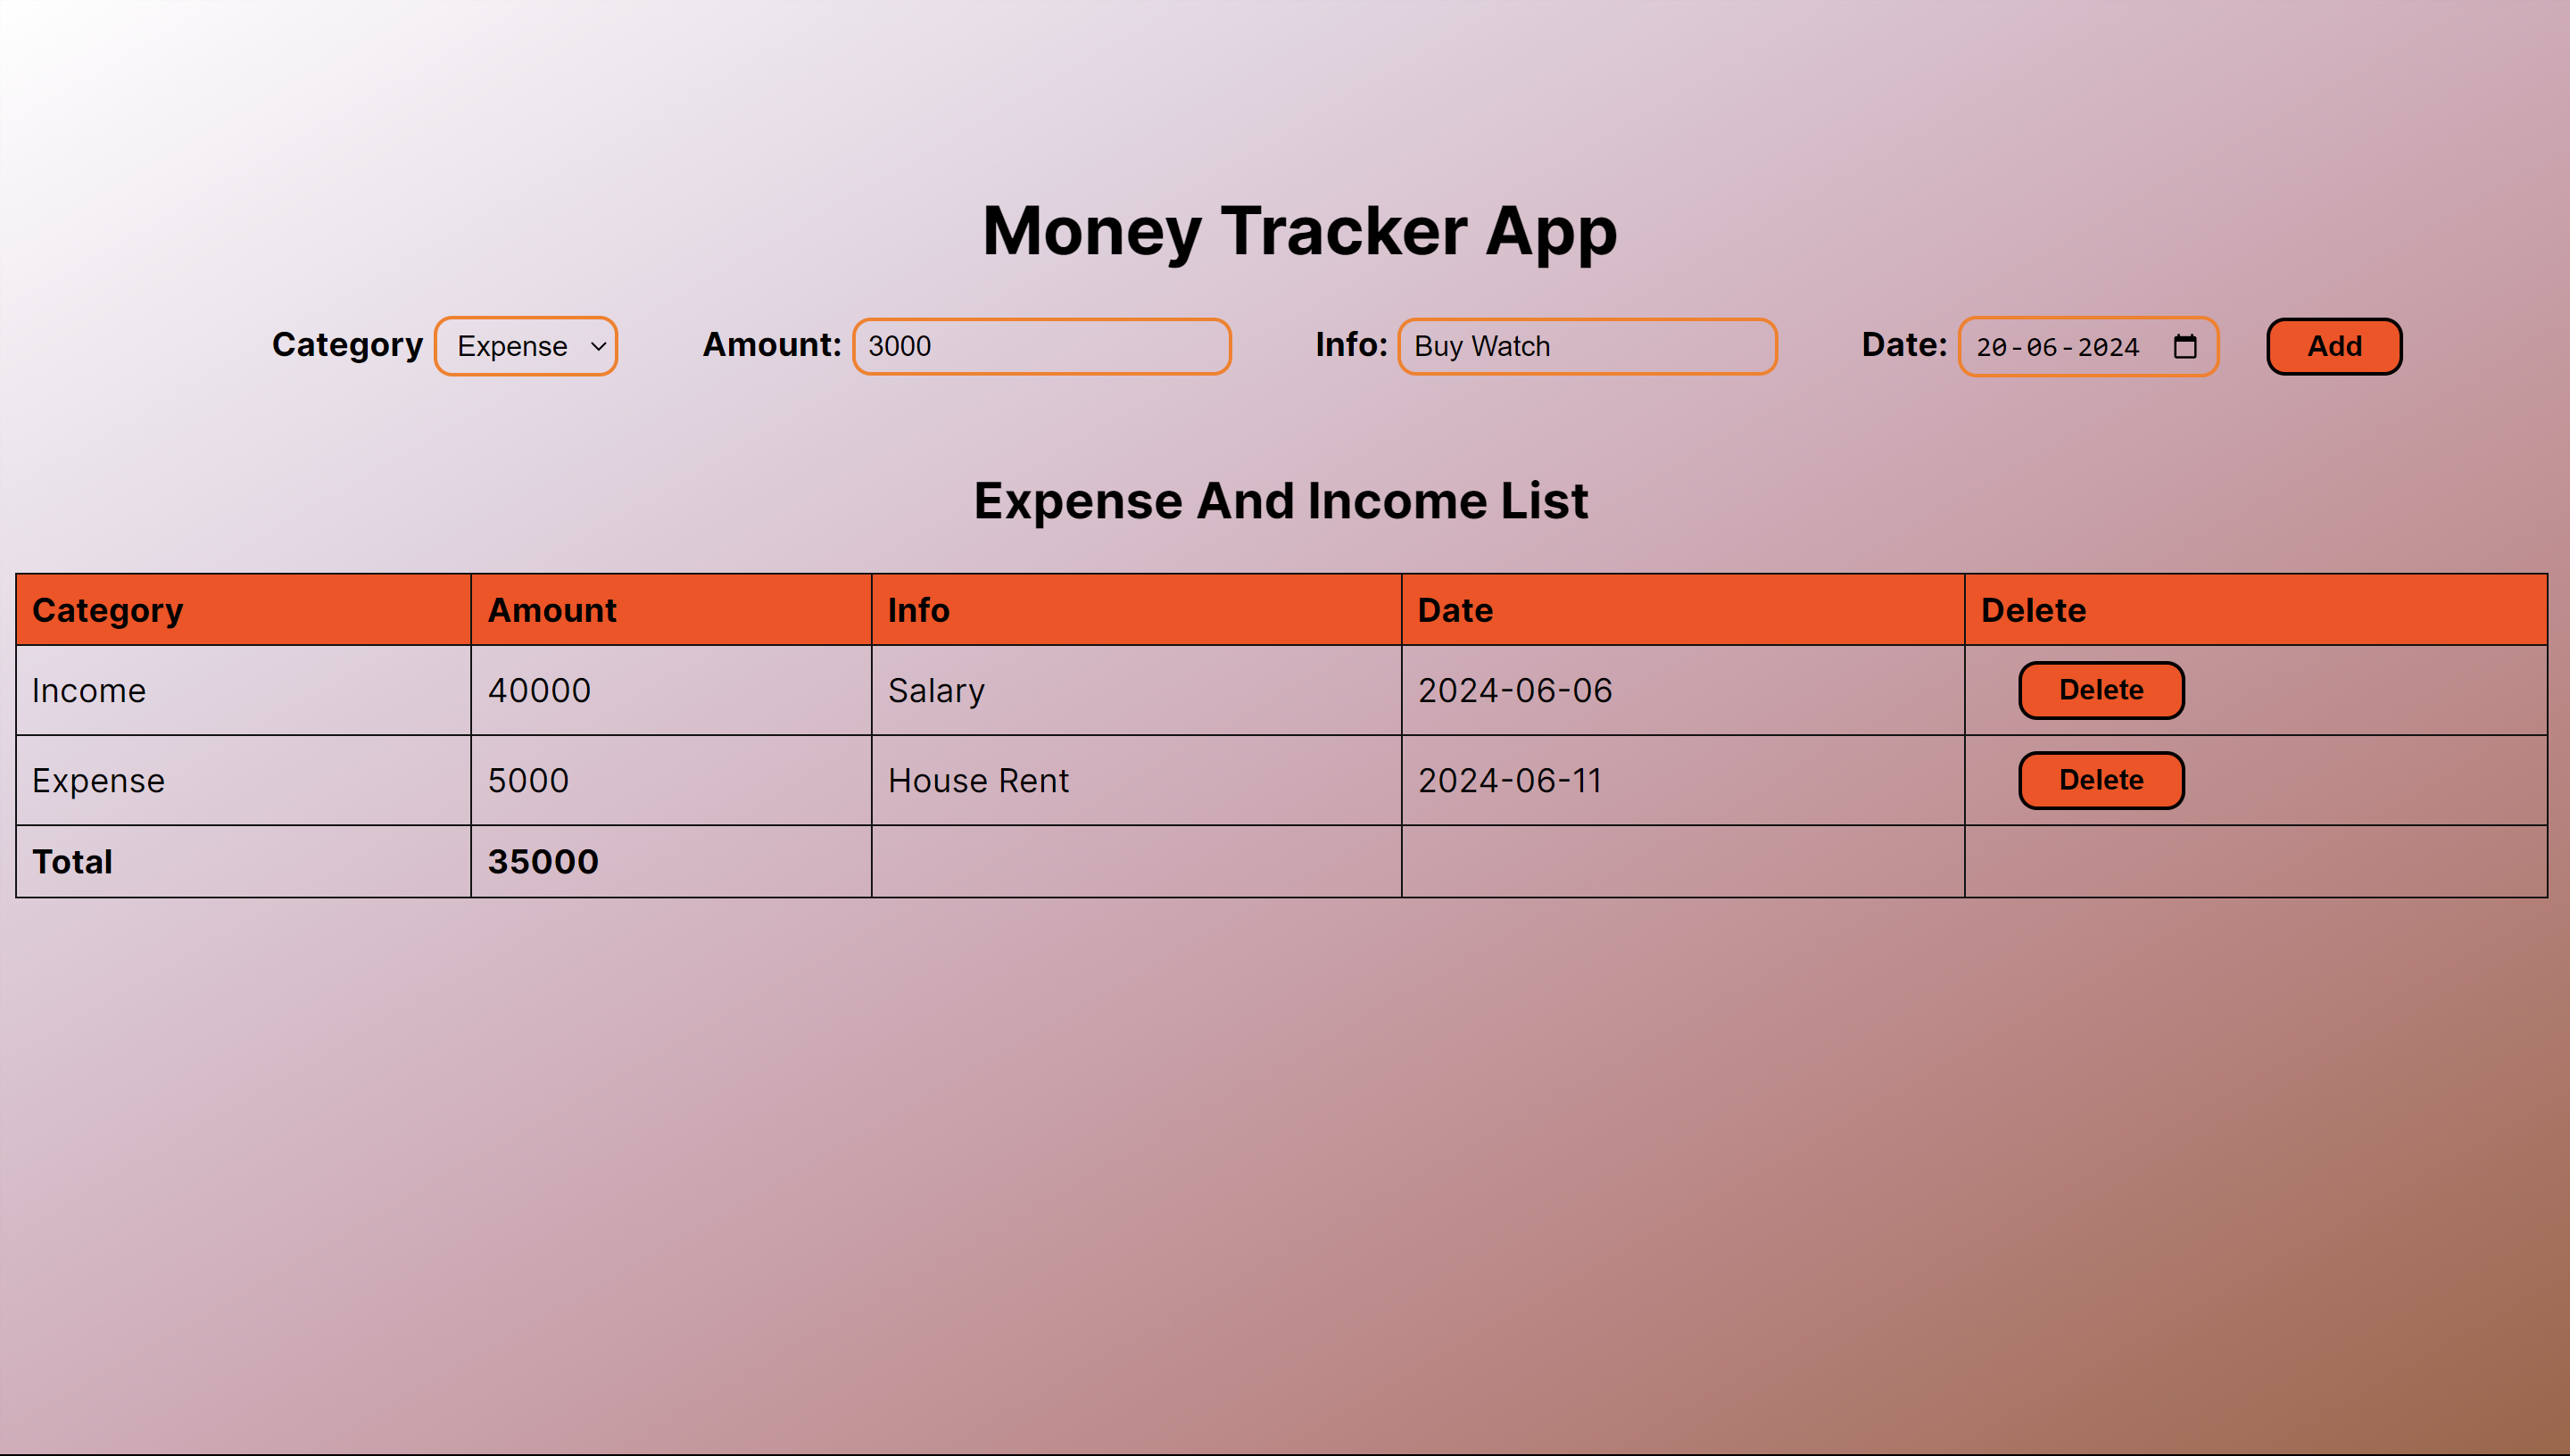 Money Tracker App
Category Expense Amount: 3000 Info: Buy Watch Date: 20-06-2024 Add
Expense And Income List
Category Amount Info Date Delete
Income 40000 Salary 2024-06-06 Delete
Expense 5000 House Rent 2024-06-11 Delete
Total 35000